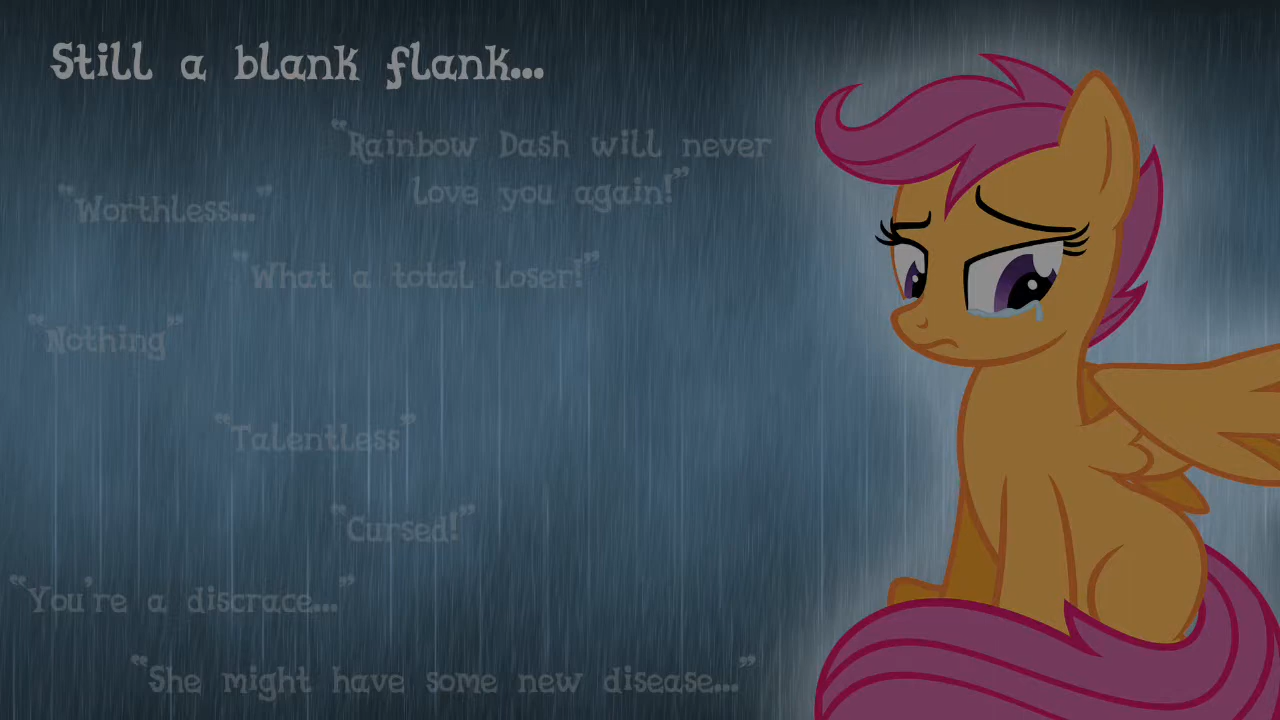 Still a blank flank...
"Rainbow Dash will never
love you again!"
"Worthless..."
"What a total loser!"
"Nothing"
"Talentless"
"Cursed!"
"You're a discrace..."
"She might have some new disease..."